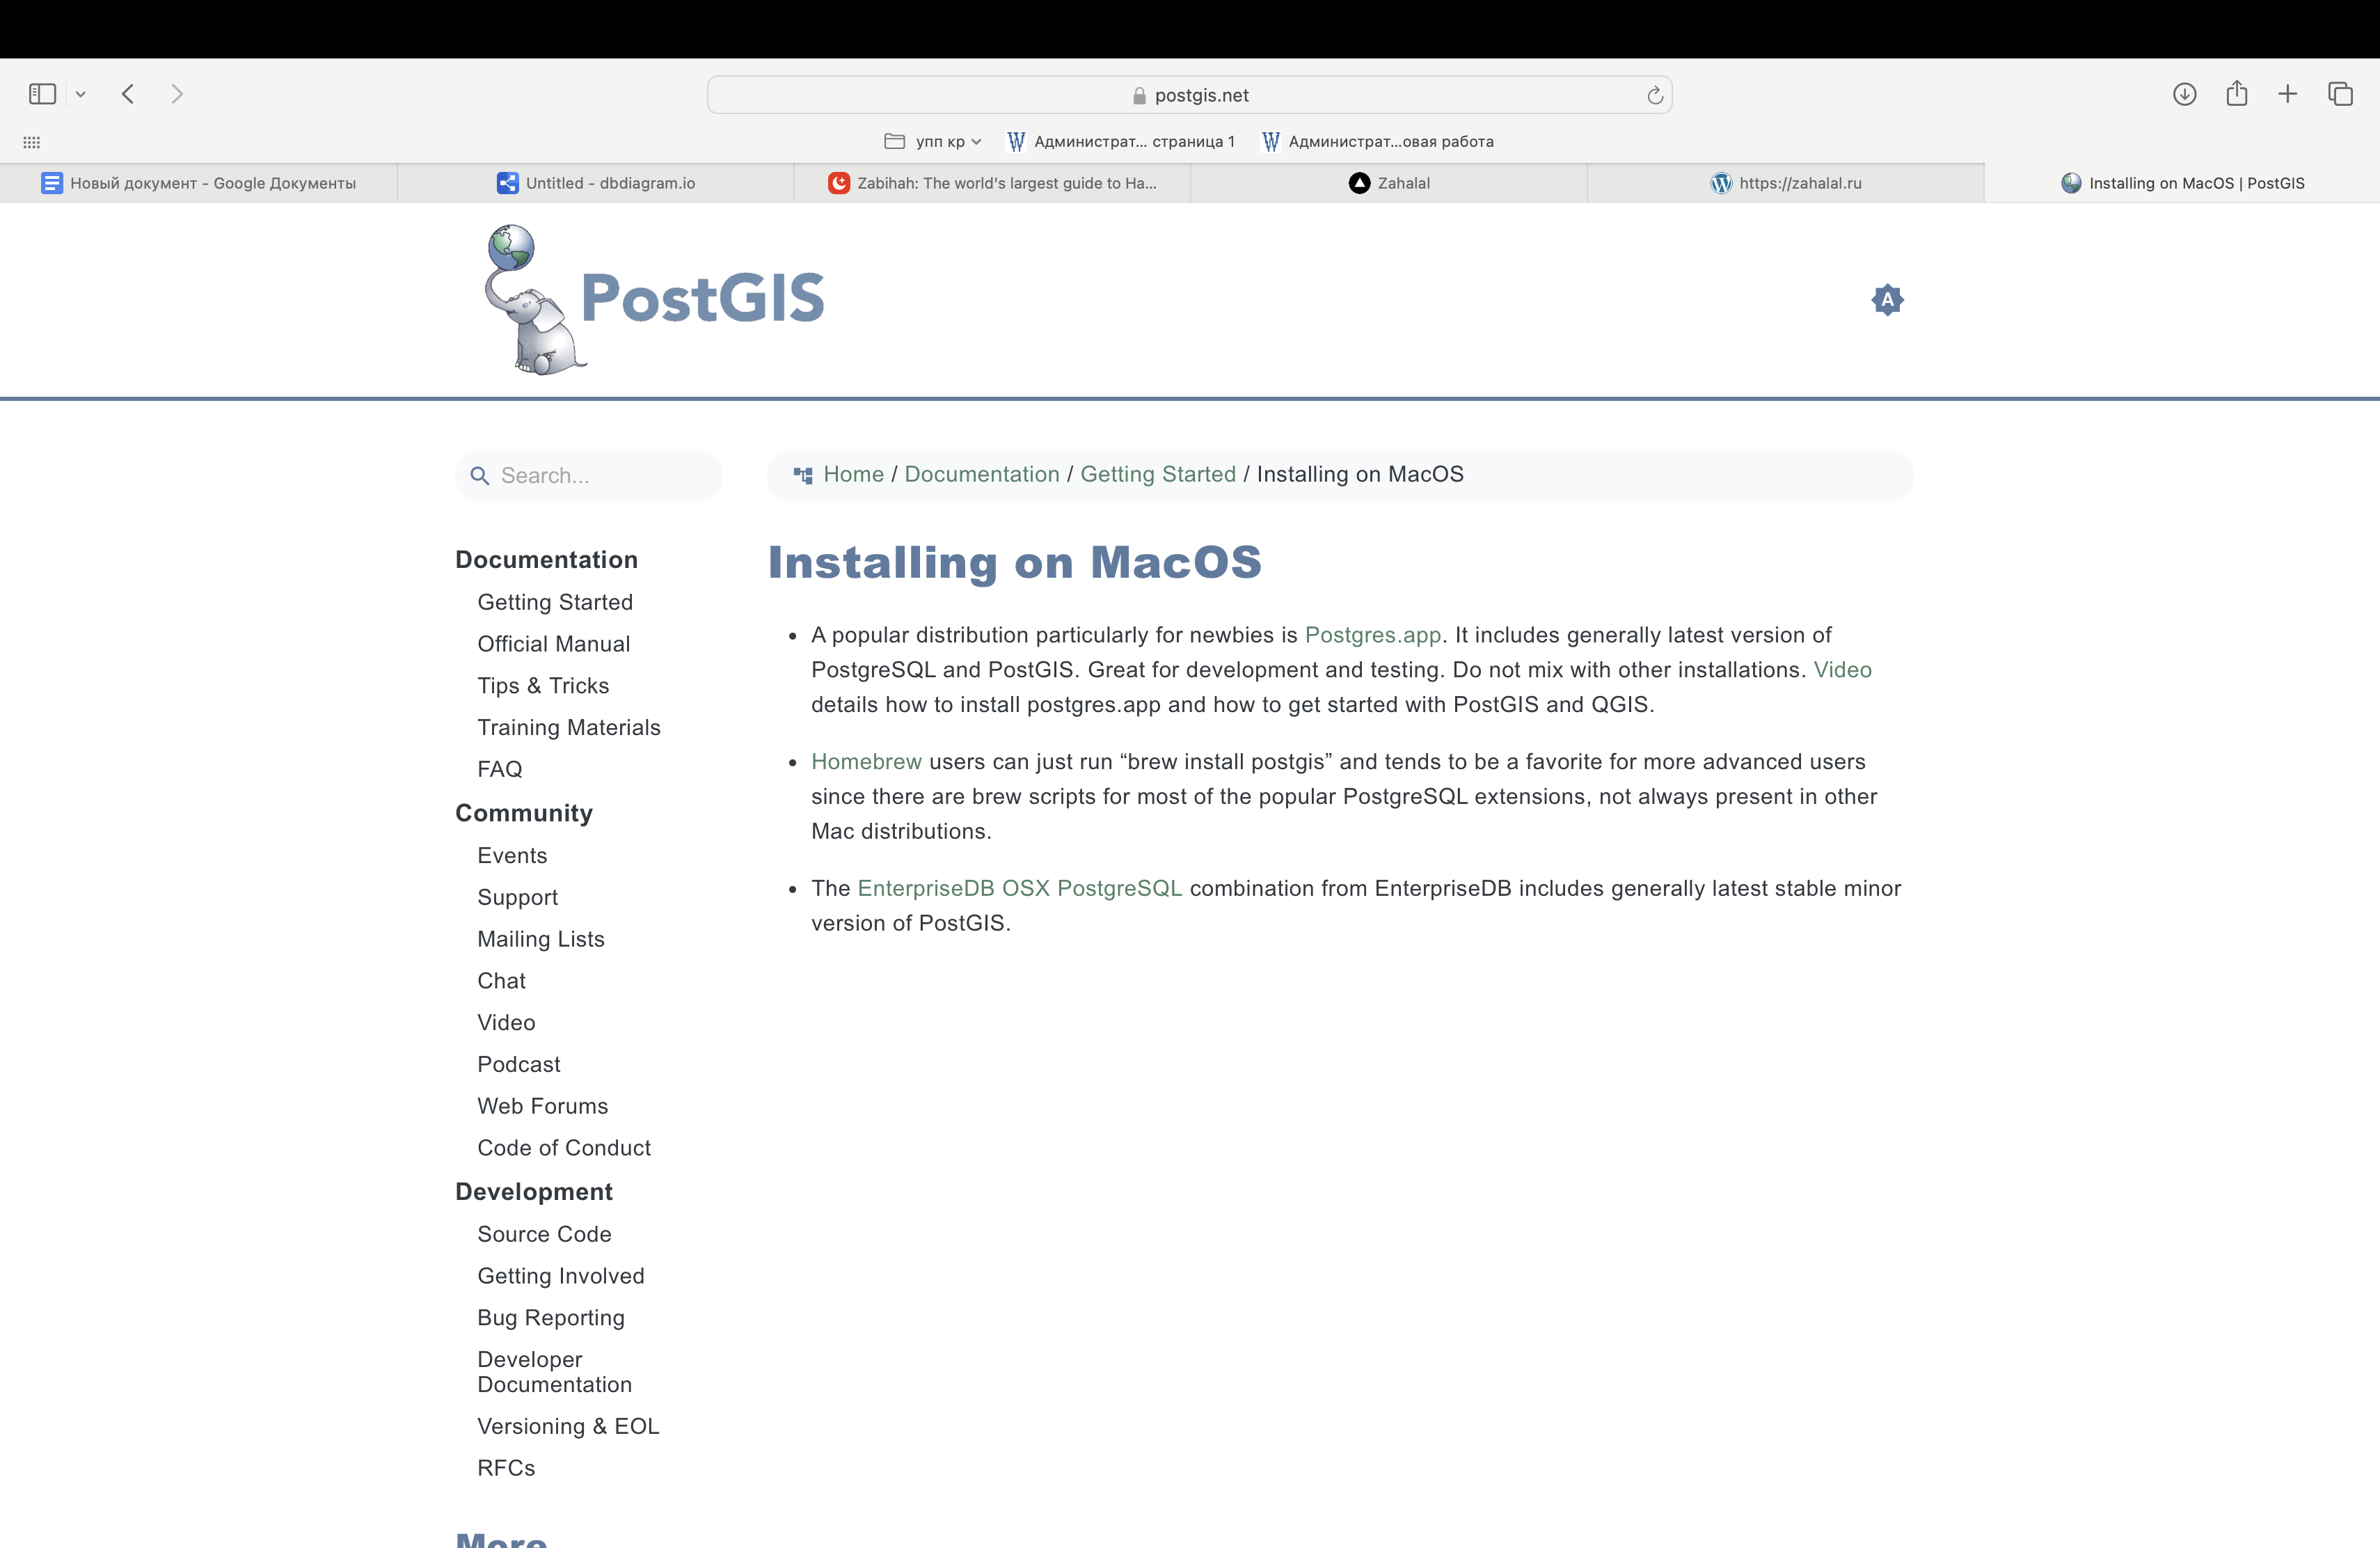 postgis.net
упп кр
Администрат... страница 1
Администрат...овая работа
Новый документ - Google Документы
Untitled - dbdiagram.io
Zabihah: The world's largest guide to Ha...
Zahalal
https://zahalal.ru
Installing on MacOS | PostGIS
PostGIS
A
Search...
Home / Documentation / Getting Started / Installing on MacOS
Documentation
Getting Started
Official Manual
Tips & Tricks
Training Materials
FAQ
Community
Events
Support
Mailing Lists
Chat
Video
Podcast
Web Forums
Code of Conduct
Development
Source Code
Getting Involved
Bug Reporting
Developer
Documentation
Versioning & EOL
RFCs
More
Installing on MacOS
• A popular distribution particularly for newbies is Postgres.app. It includes generally latest version of
PostgreSQL and PostGIS. Great for development and testing. Do not mix with other installations. Video
details how to install postgres.app and how to get started with PostGIS and QGIS.
• Homebrew users can just run “brew install postgis” and tends to be a favorite for more advanced users
since there are brew scripts for most of the popular PostgreSQL extensions, not always present in other
Mac distributions.
• The EnterpriseDB OSX PostgreSQL combination from EnterpriseDB includes generally latest stable minor
version of PostGIS.